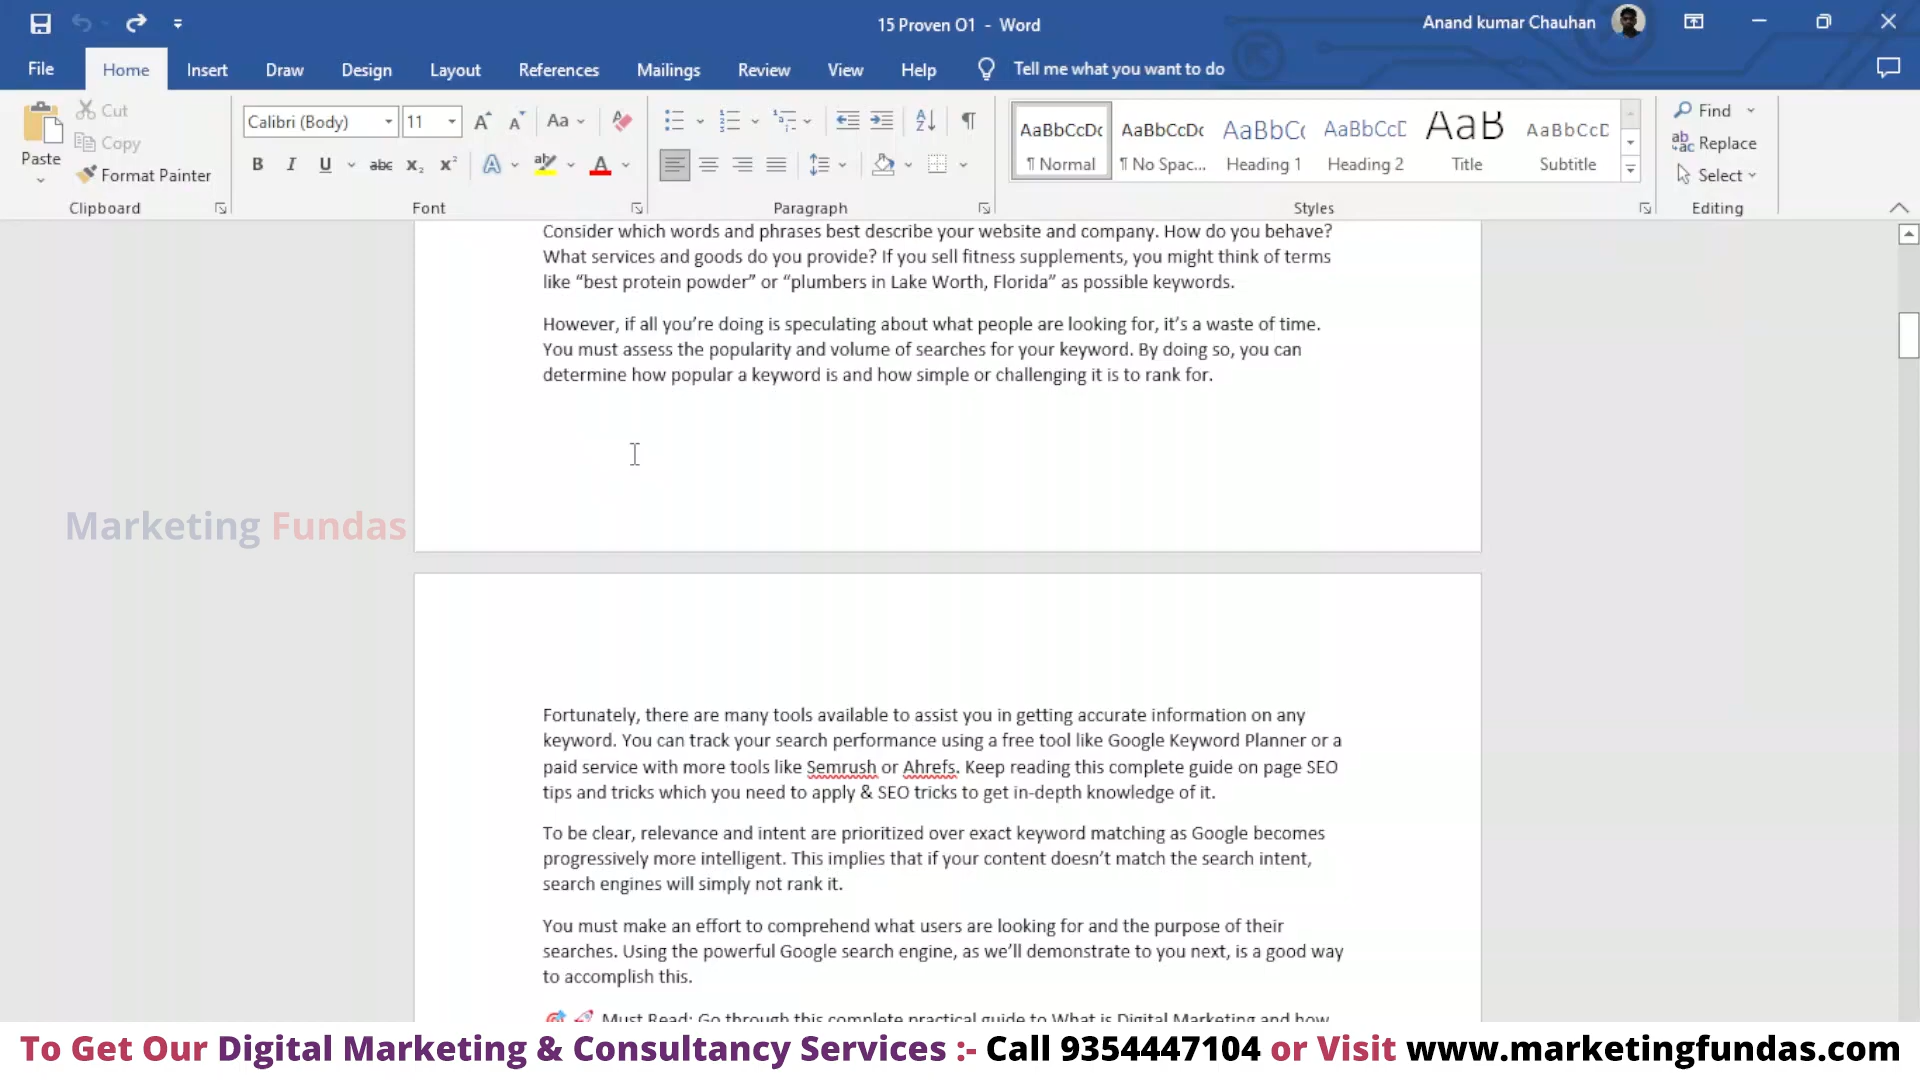 15 Proven O1 - Word
Anand kumar Chauhan
File Home Insert Draw Design Layout References Mailings Review View Help Tell me what you want to do
Paste
Cut
Copy
Format Painter
Clipboard
Calibri (Body) 11
Font
Paragraph
AaBbCcDc AaBbCcDc AaBbCc AaBbCcD AaB AaBbCcD
¶ Normal ¶ No Spac... Heading 1 Heading 2 Title Subtitle
Styles
Find
Replace
Select
Editing
Consider which words and phrases best describe your website and company. How do you behave?
What services and goods do you provide? If you sell fitness supplements, you might think of terms
like “best protein powder” or “plumbers in Lake Worth, Florida” as possible keywords.
However, if all you’re doing is speculating about what people are looking for, it’s a waste of time.
You must assess the popularity and volume of searches for your keyword. By doing so, you can
determine how popular a keyword is and how simple or challenging it is to rank for.
Marketing Fundas
Fortunately, there are many tools available to assist you in getting accurate information on any
keyword. You can track your search performance using a free tool like Google Keyword Planner or a
paid service with more tools like Semrush or Ahrefs. Keep reading this complete guide on page SEO
tips and tricks which you need to apply & SEO tricks to get in-depth knowledge of it.
To be clear, relevance and intent are prioritized over exact keyword matching as Google becomes
progressively more intelligent. This implies that if your content doesn’t match the search intent,
search engines will simply not rank it.
You must make an effort to comprehend what users are looking for and the purpose of their
searches. Using the powerful Google search engine, as we’ll demonstrate to you next, is a good way
to accomplish this.
Must Read: Go through this complete practical guide to What is Digital Marketing and how
To Get Our Digital Marketing & Consultancy Services :- Call 9354447104 or Visit www.marketingfundas.com